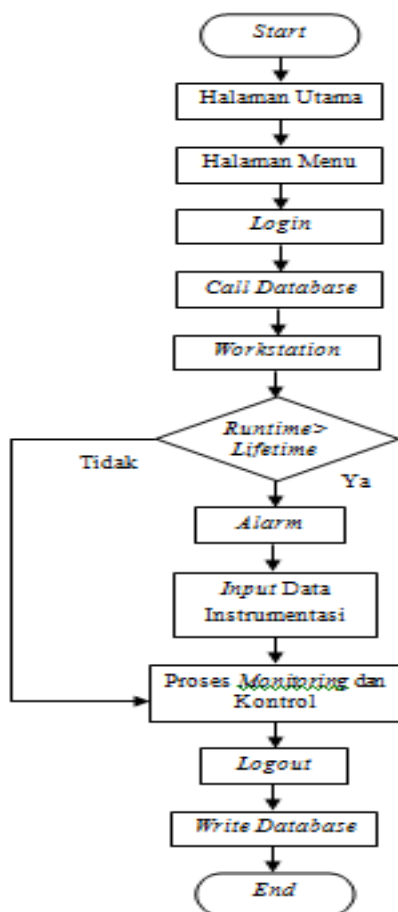 Start
Halaman Utama
Halaman Menu
Login
Call Database
Workstation
Runtime>
Lifetime
Tidak
Ya
Alarm
Input Data
Instrumentasi
Proses Monitoring dan
Kontrol
Logout
Write Database
End